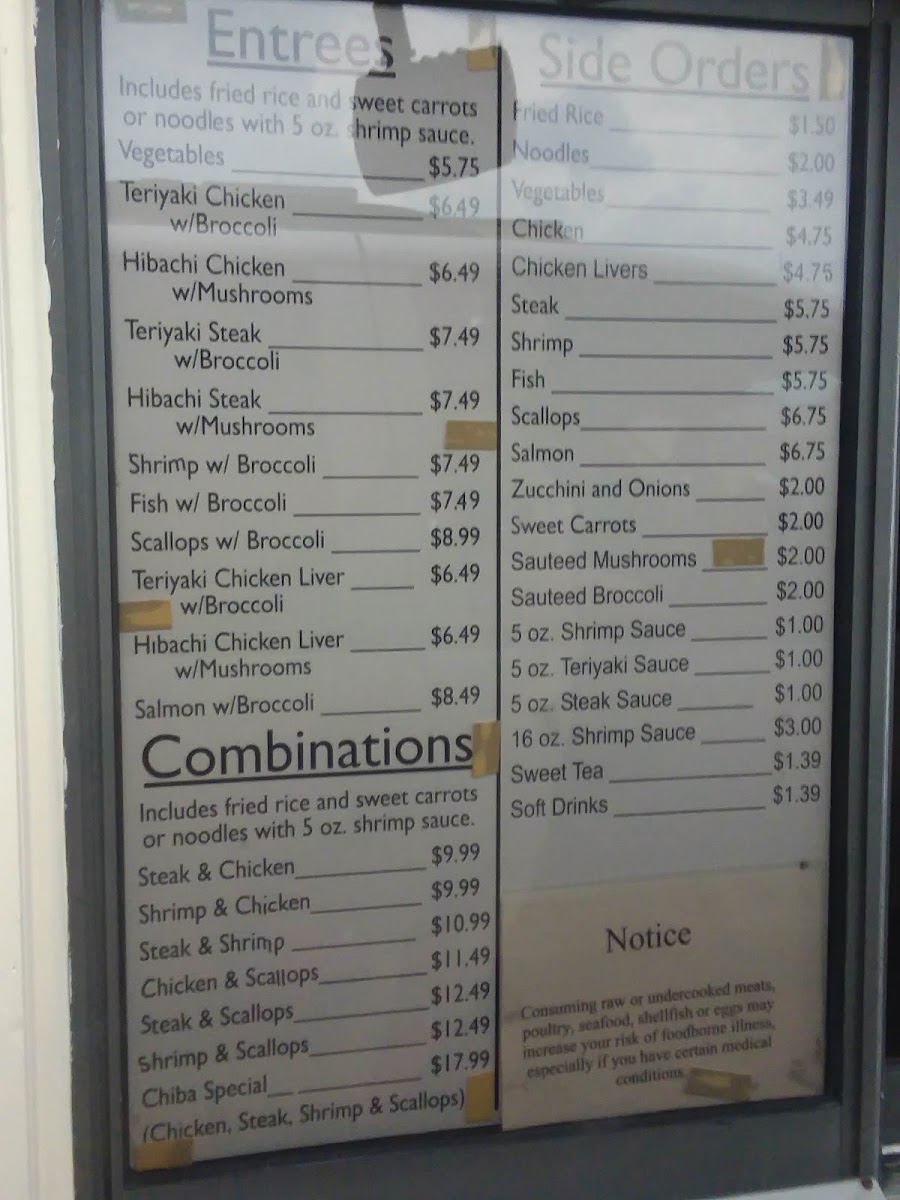 Entrees
Includes fried rice and sweet carrots
or noodles with 5 oz. shrimp sauce.
Vegetables $5.75
Teriyaki Chicken $6.49
w/Broccoli
Hibachi Chicken $6.49
w/Mushrooms
Teriyaki Steak $7.49
w/Broccoli
Hibachi Steak $7.49
w/Mushrooms
Shrimp w/ Broccoli $7.49
Fish w/ Broccoli $7.49
Scallops w/ Broccoli $8.99
Teriyaki Chicken Liver $6.49
w/Broccoli
Hibachi Chicken Liver $6.49
w/Mushrooms
Salmon w/Broccoli $8.49
Combinations
Includes fried rice and sweet carrots
or noodles with 5 oz. shrimp sauce.
Steak & Chicken $9.99
Shrimp & Chicken $9.99
Steak & Shrimp $10.99
Chicken & Scallops $11.49
Steak & Scallops $12.49
Shrimp & Scallops $12.49
Chiba Special $17.99
(Chicken, Steak, Shrimp & Scallops)
Side Orders
Fried Rice $1.50
Noodles $2.00
Vegetables $3.49
Chicken $4.75
Chicken Livers $4.75
Steak $5.75
Shrimp $5.75
Fish $5.75
Scallops $6.75
Salmon $6.75
Zucchini and Onions $2.00
Sweet Carrots $2.00
Sauteed Mushrooms $2.00
Sauteed Broccoli $2.00
5 oz. Shrimp Sauce $1.00
5 oz. Teriyaki Sauce $1.00
5 oz. Steak Sauce $1.00
16 oz. Shrimp Sauce $3.00
Sweet Tea $1.39
Soft Drinks $1.39
Notice
Consuming raw or undercooked meats,
poultry, seafood, shellfish or eggs may
increase your risk of foodborne illness,
especially if you have certain medical
conditions.